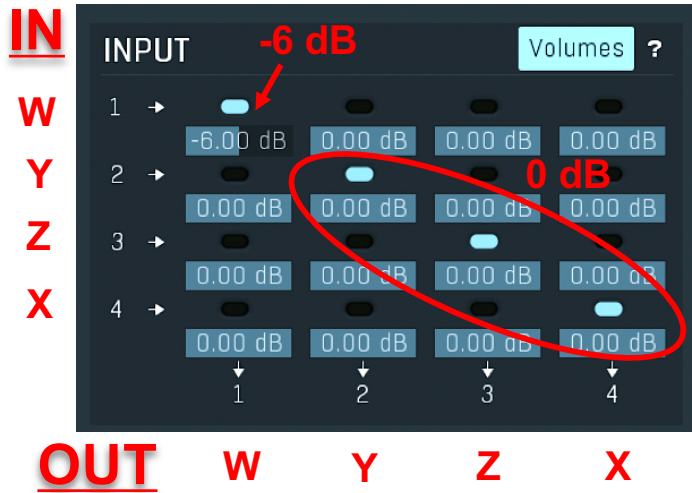 IN
INPUT
-6 dB
Volumes
?
W
1
-6.00 dB 0.00 dB 0.00 dB 0.00 dB
Y
2
0 dB
0.00 dB 0.00 dB 0.00 dB 0.00 dB
Z
3
0.00 dB 0.00 dB 0.00 dB 0.00 dB
X
4
0.00 dB 0.00 dB 0.00 dB 0.00 dB
1 2 3 4
OUT W Y Z X